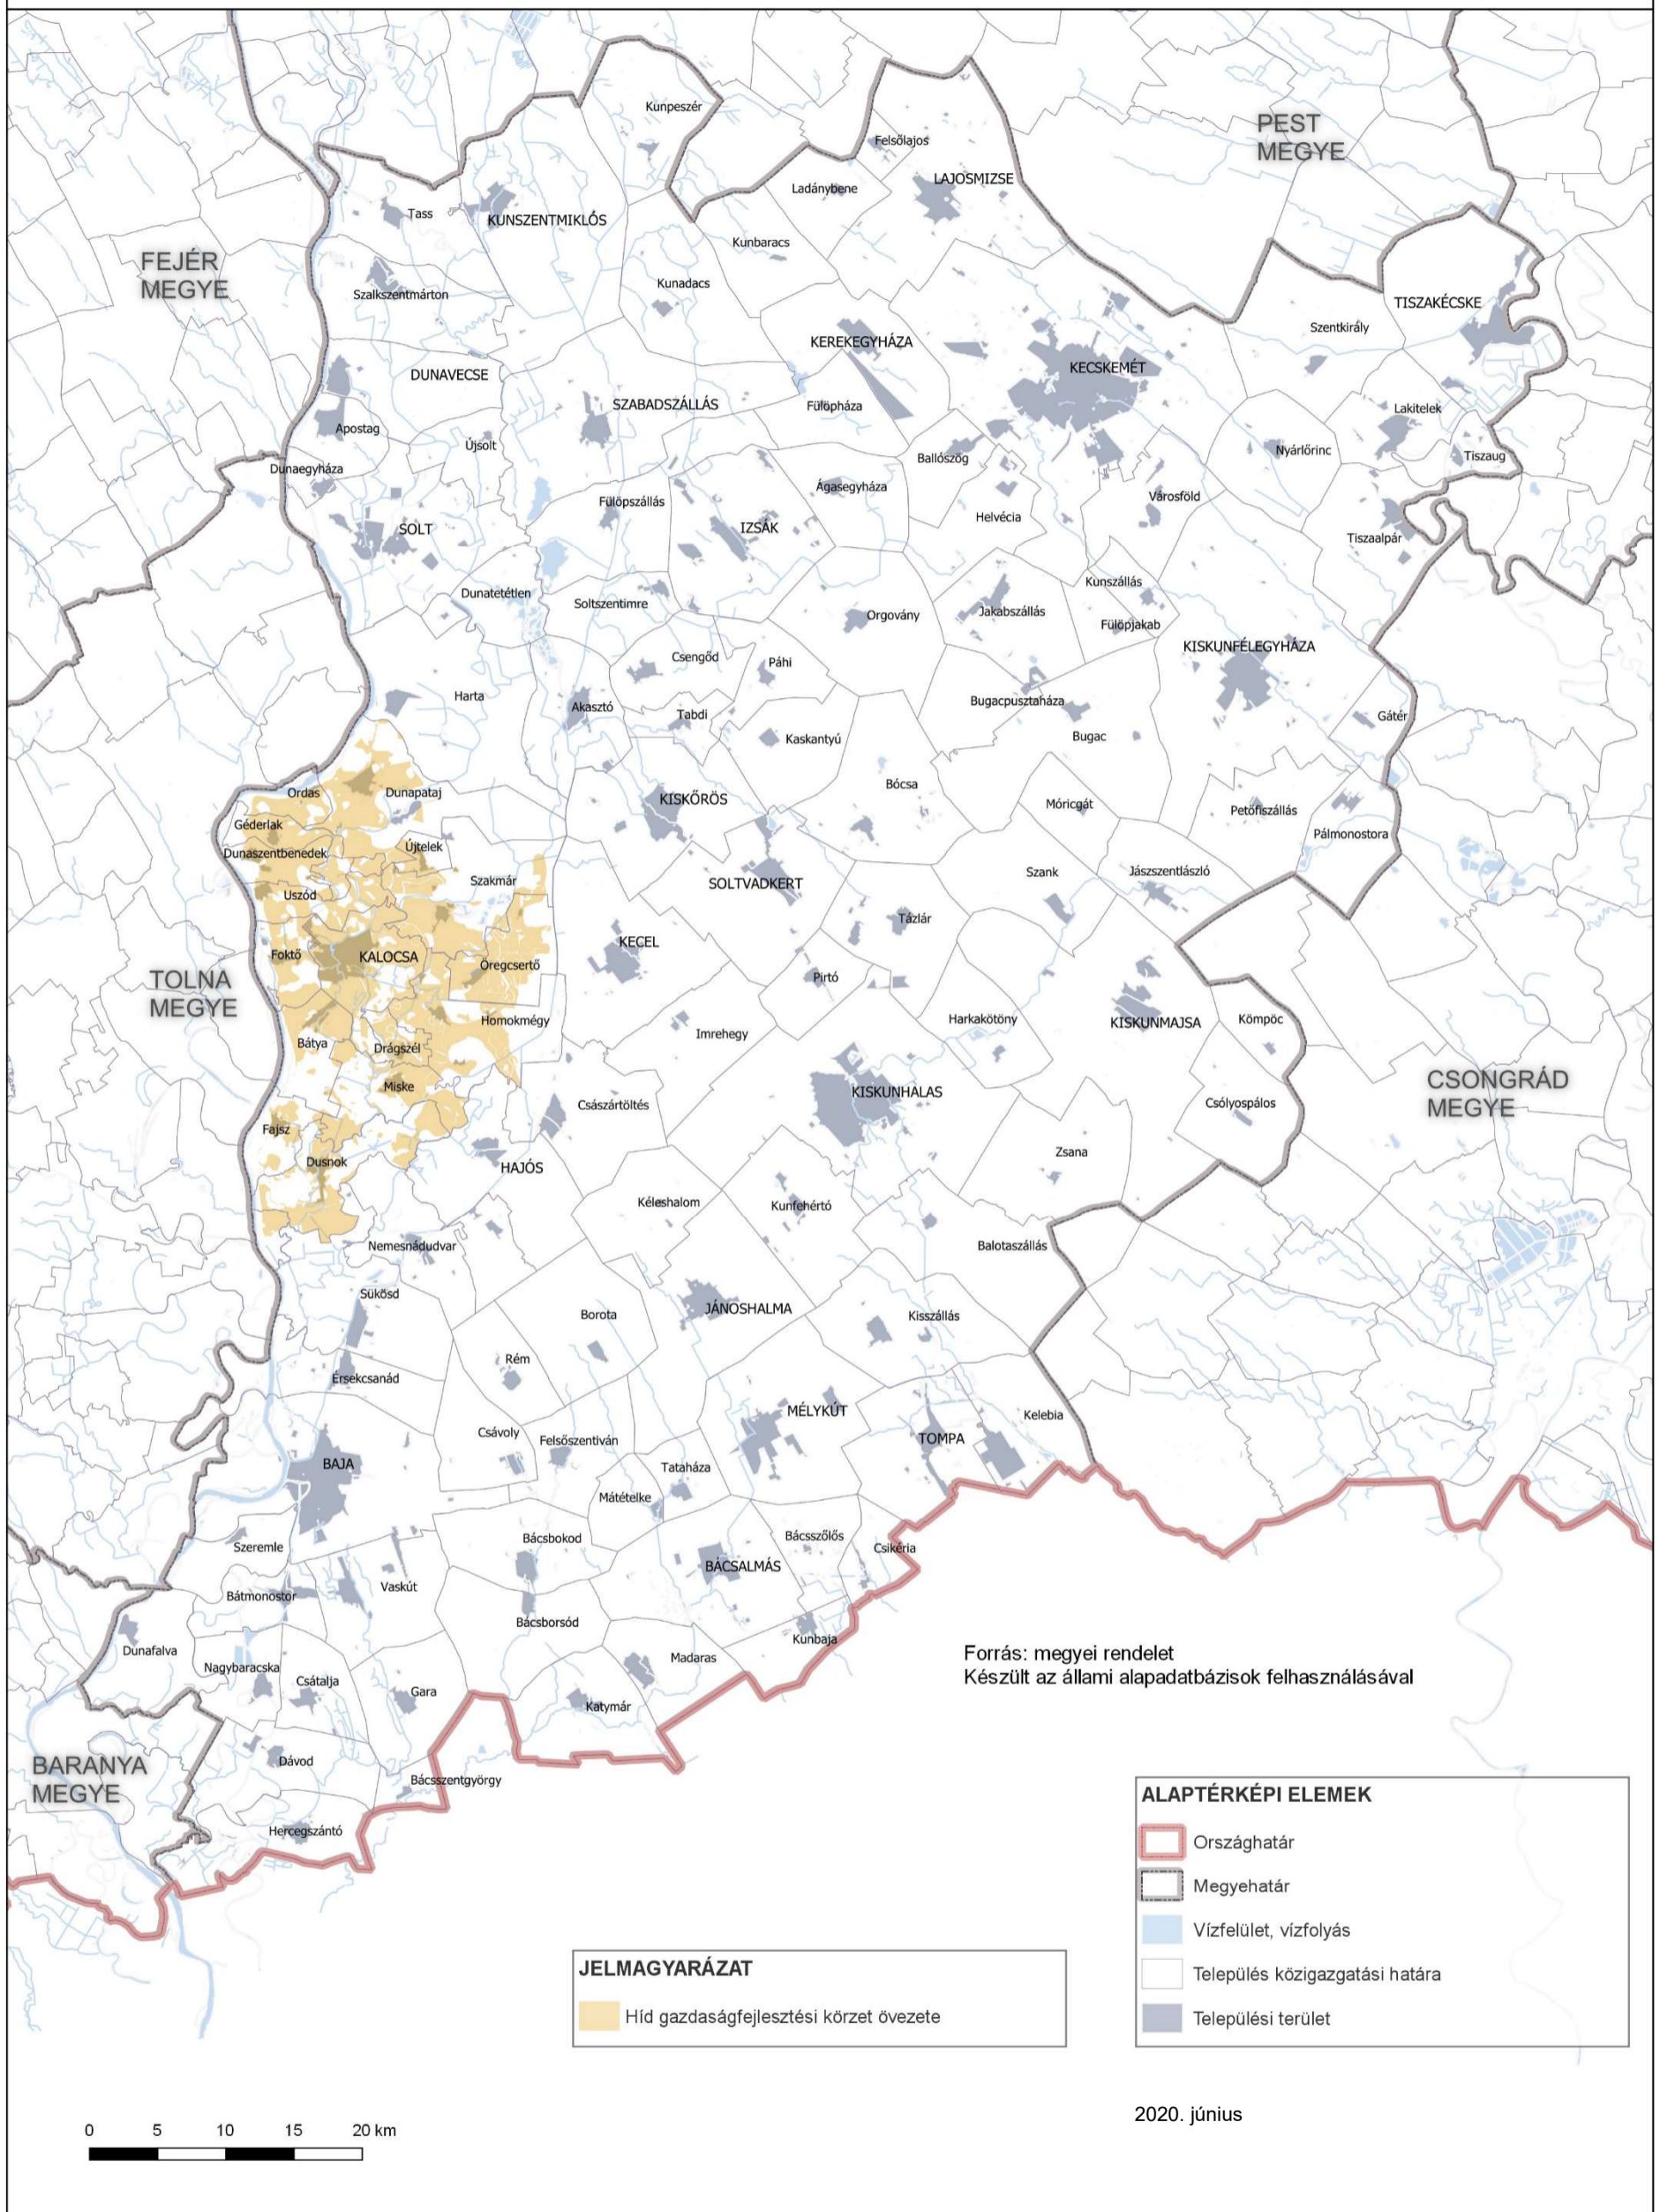 Kunpeszér
PEST
MEGYE
Felsőlajos
LAJOSMIZSE
Ladánybene
Tass
KUNSZENTMIKLÓS
Kunbaracs
FEJÉR
MEGYE
Kunadacs
Szalkszentmárton
TISZAKÉCSKE
Szentkirály
KEREKEGYHÁZA
KECSKEMÉT
DUNAVECSE
SZABADSZÁLLÁS
Fülöpháza
Lakitelek
Apostag
Újsolt
Nyárlőrinc
Tiszaug
Ballószög
Dunaegyháza
Ágasegyháza
Városföld
Fülöpszállás
Helvécia
IZSÁK
SOLT
Tiszaalpár
Kunszállás
Dunatetétlen
Soltszentimre
Jakabszállás
Orgovány
Fülöpjakab
KISKUNFÉLEGYHÁZA
Csengőd
Páhi
Harta
Bugacpusztaháza
Akasztó
Tabdi
Gátér
Bugac
Kaskantyú
Bócsa
Ordas
Dunapataj
KISKŐRÖS
Móricgát
Petőfiszállás
Géderlak
Pálmonostora
Újtelek
Dunaszentbenedek
Szank
Jászszentlászló
Szakmár
SOLTVADKERT
Uszód
Tázlár
KECEL
Foktő
KALOCSA
Öregcsertő
TOLNA
MEGYE
Pirtó
Homokmégy
Harkakötöny
KISKUNMAJSA
Kömpöc
Imrehegy
Bátya
Drágszél
CSONGRÁD
MEGYE
Miske
KISKUNHALAS
Császártöltés
Csólyospálos
Fajsz
Zsana
Dusnok
HAJÓS
Kéleshalom
Kunfehértó
Nemesnádudvar
Balotaszállás
Sükösd
JÁNOSHALMA
Borota
Kisszállás
Rém
Érsekcsanád
MÉLYKÚT
Kelebia
Csávoly
Felsőszentiván
TOMPA
BAJA
Tataháza
Mátételke
Bácsszőlős
Bácsbokod
Szeremle
Csikéria
BÁCSALMÁS
Vaskút
Bátmonostor
Bácsborsód
Kunbaja
Dunafalva
Madaras
Nagybaracska
Csátalja
Gara
Katymár
Forrás: megyei rendelet
Készült az állami alapadatbázisok felhasználásával
BARANYA
MEGYE
Dávod
Bácsszentgyörgy
Hercegszántó
ALAPTÉRKÉPI ELEMEK
Országhatár
Megyehatár
Vízfelület, vízfolyás
Település közigazgatási határa
Települési terület
JELMAGYARÁZAT
Híd gazdaságfejlesztési körzet övezete
2020. június
0 5 10 15 20 km